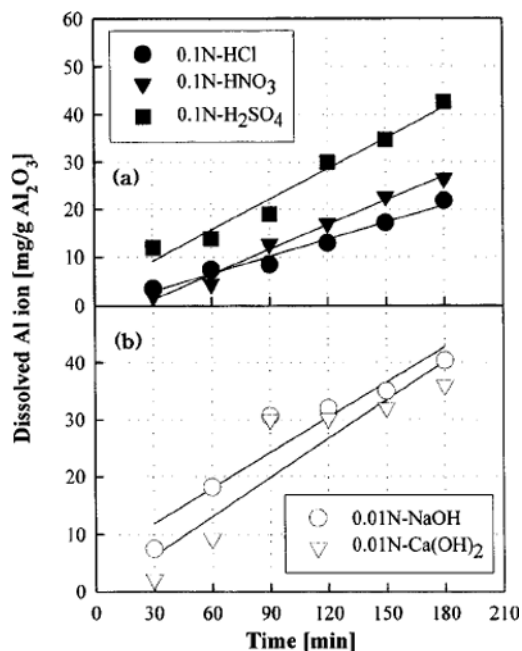 60
50
40
30
20
10
0
0.1N-HCl
0.1N-HNO₃
0.1N-H₂SO₄
(a)
Dissolved Al ion [mg/g Al₂O₃]
(b)
40
30
20
10
0
0.01N-NaOH
0.01N-Ca(OH)₂
0 30 60 90 120 150 180 210
Time [min]